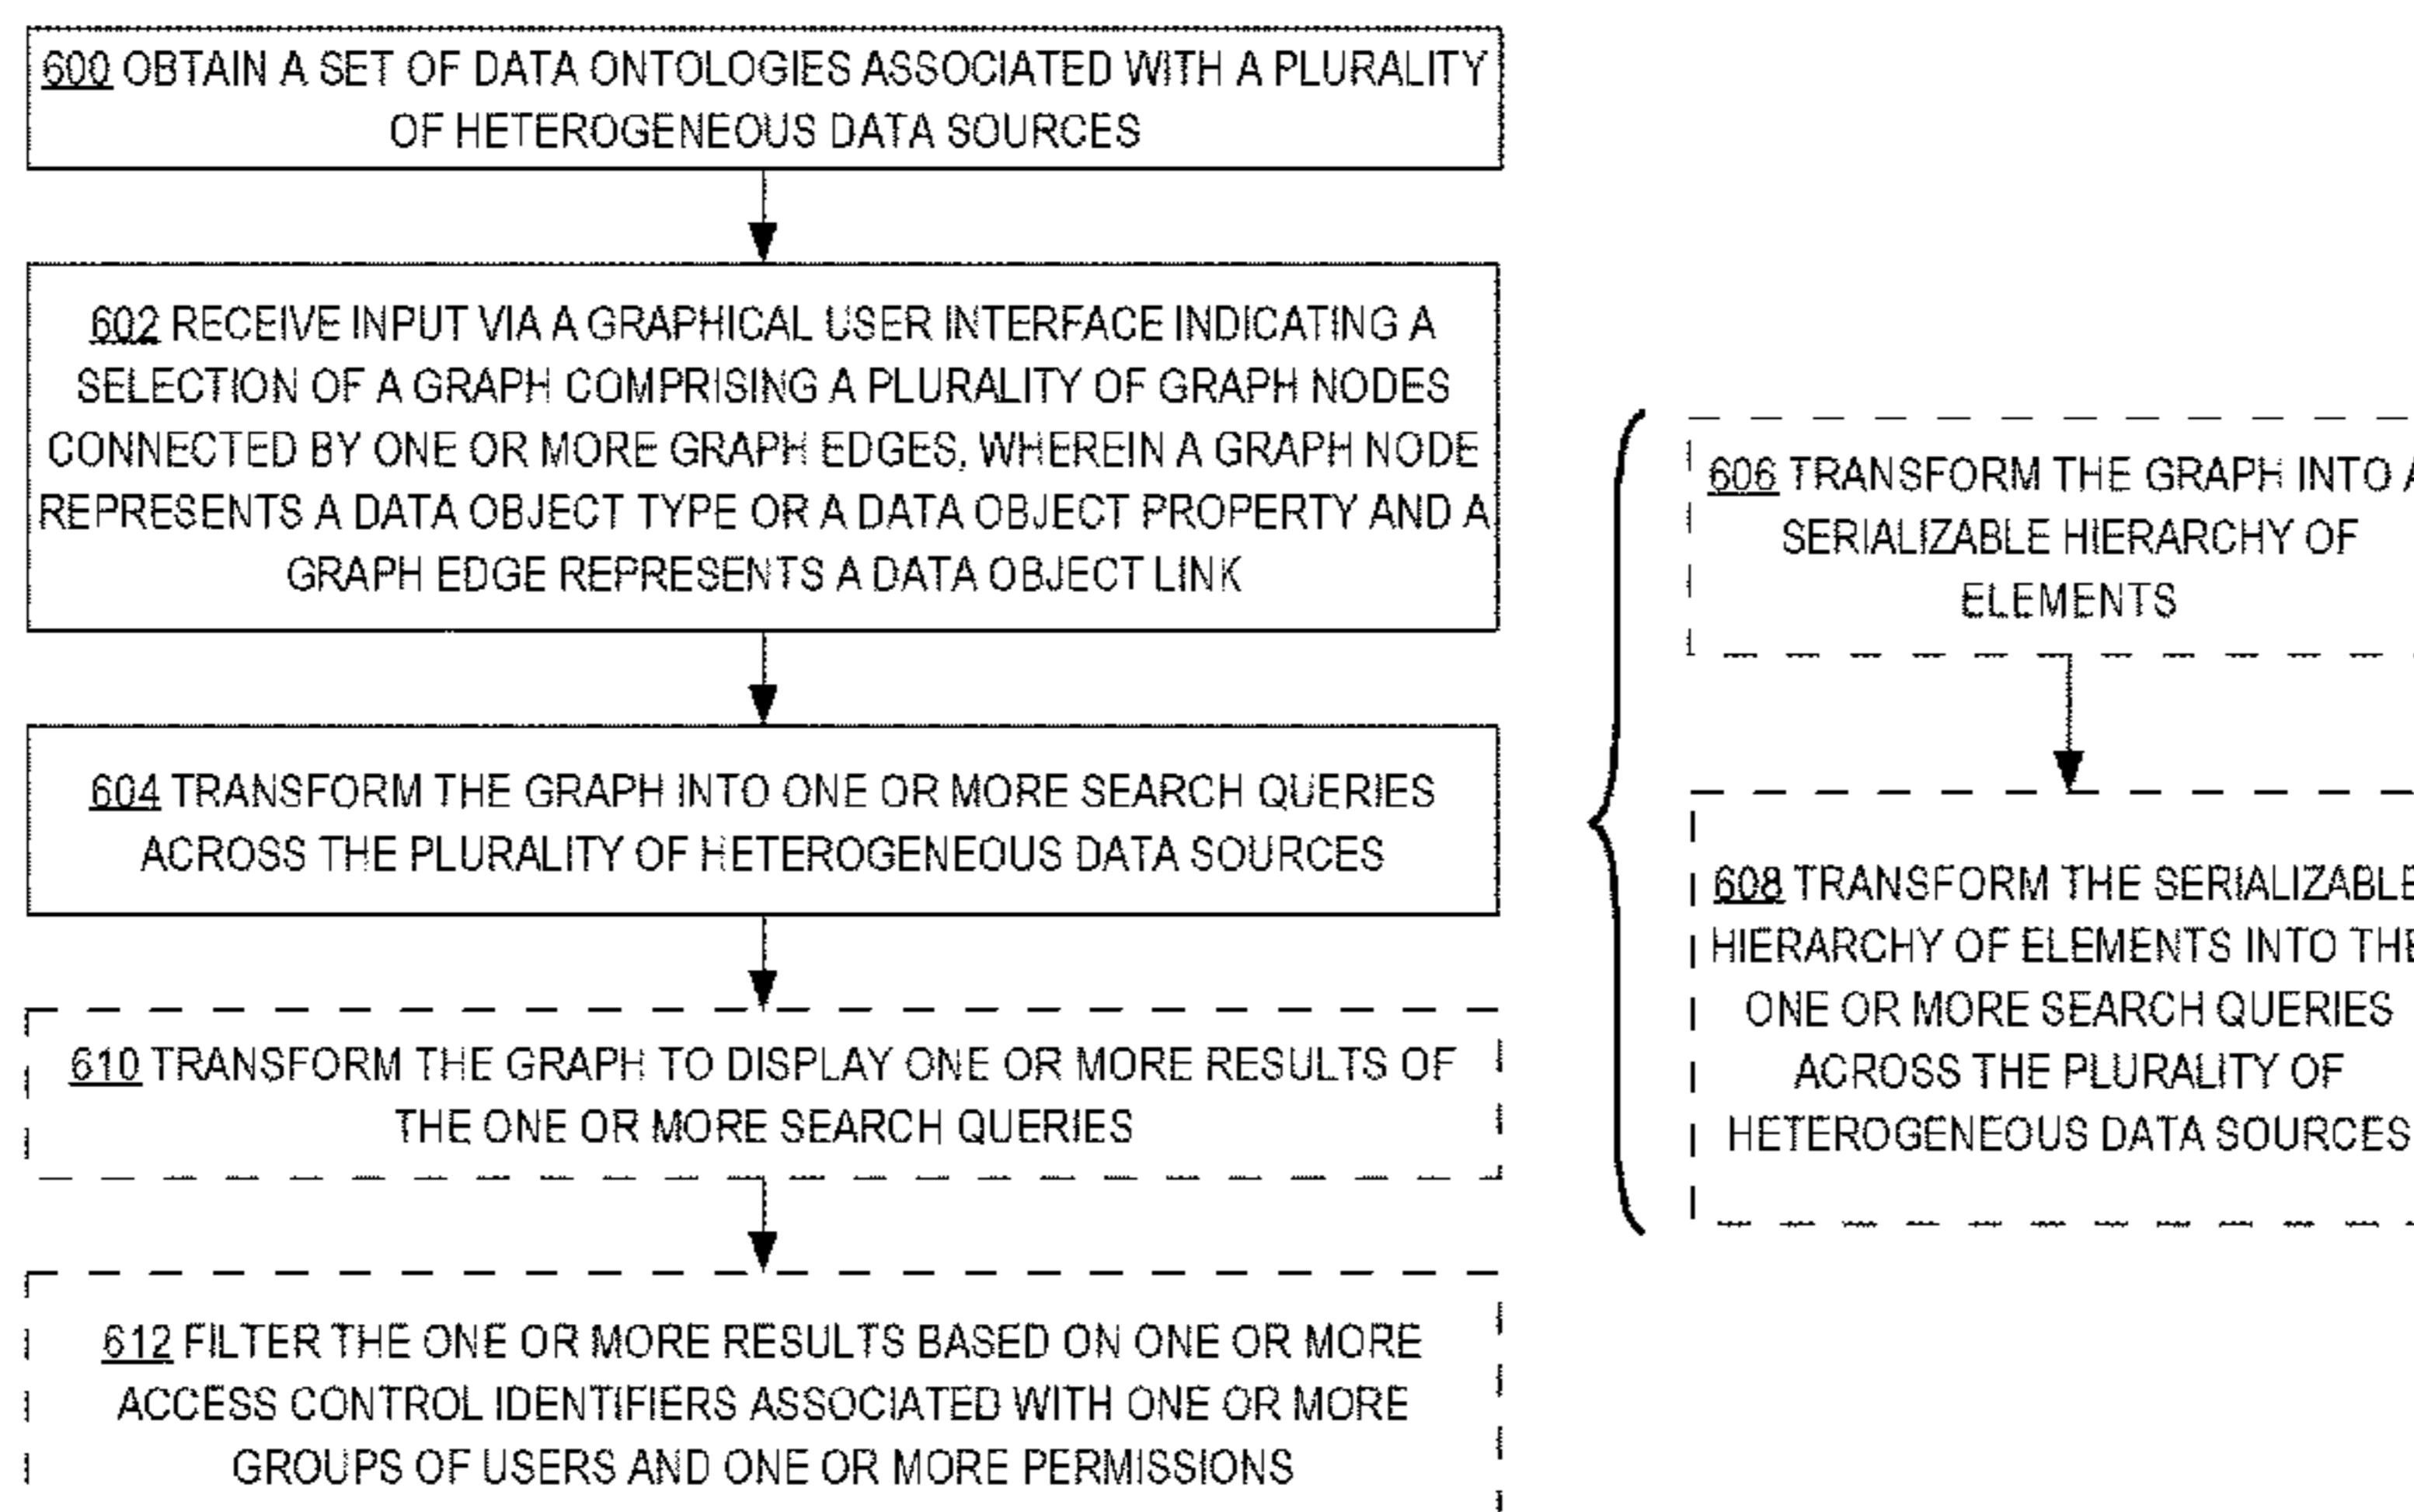 600 OBTAIN A SET OF DATA ONTOLOGIES ASSOCIATED WITH A PLURALITY
OF HETEROGENEOUS DATA SOURCES
602 RECEIVE INPUT VIA A GRAPHICAL USER INTERFACE INDICATING A
SELECTION OF A GRAPH COMPRISING A PLURALITY OF GRAPH NODES
CONNECTED BY ONE OR MORE GRAPH EDGES, WHEREIN A GRAPH NODE
REPRESENTS A DATA OBJECT TYPE OR A DATA OBJECT PROPERTY AND A
GRAPH EDGE REPRESENTS A DATA OBJECT LINK
604 TRANSFORM THE GRAPH INTO ONE OR MORE SEARCH QUERIES
ACROSS THE PLURALITY OF HETEROGENEOUS DATA SOURCES
606 TRANSFORM THE GRAPH INTO A
SERIALIZABLE HIERARCHY OF
ELEMENTS
608 TRANSFORM THE SERIALIZABLE
HIERARCHY OF ELEMENTS INTO THE
ONE OR MORE SEARCH QUERIES
ACROSS THE PLURALITY OF
HETEROGENEOUS DATA SOURCES
610 TRANSFORM THE GRAPH TO DISPLAY ONE OR MORE RESULTS OF
THE ONE OR MORE SEARCH QUERIES
612 FILTER THE ONE OR MORE RESULTS BASED ON ONE OR MORE
ACCESS CONTROL IDENTIFIERS ASSOCIATED WITH ONE OR MORE
GROUPS OF USERS AND ONE OR MORE PERMISSIONS